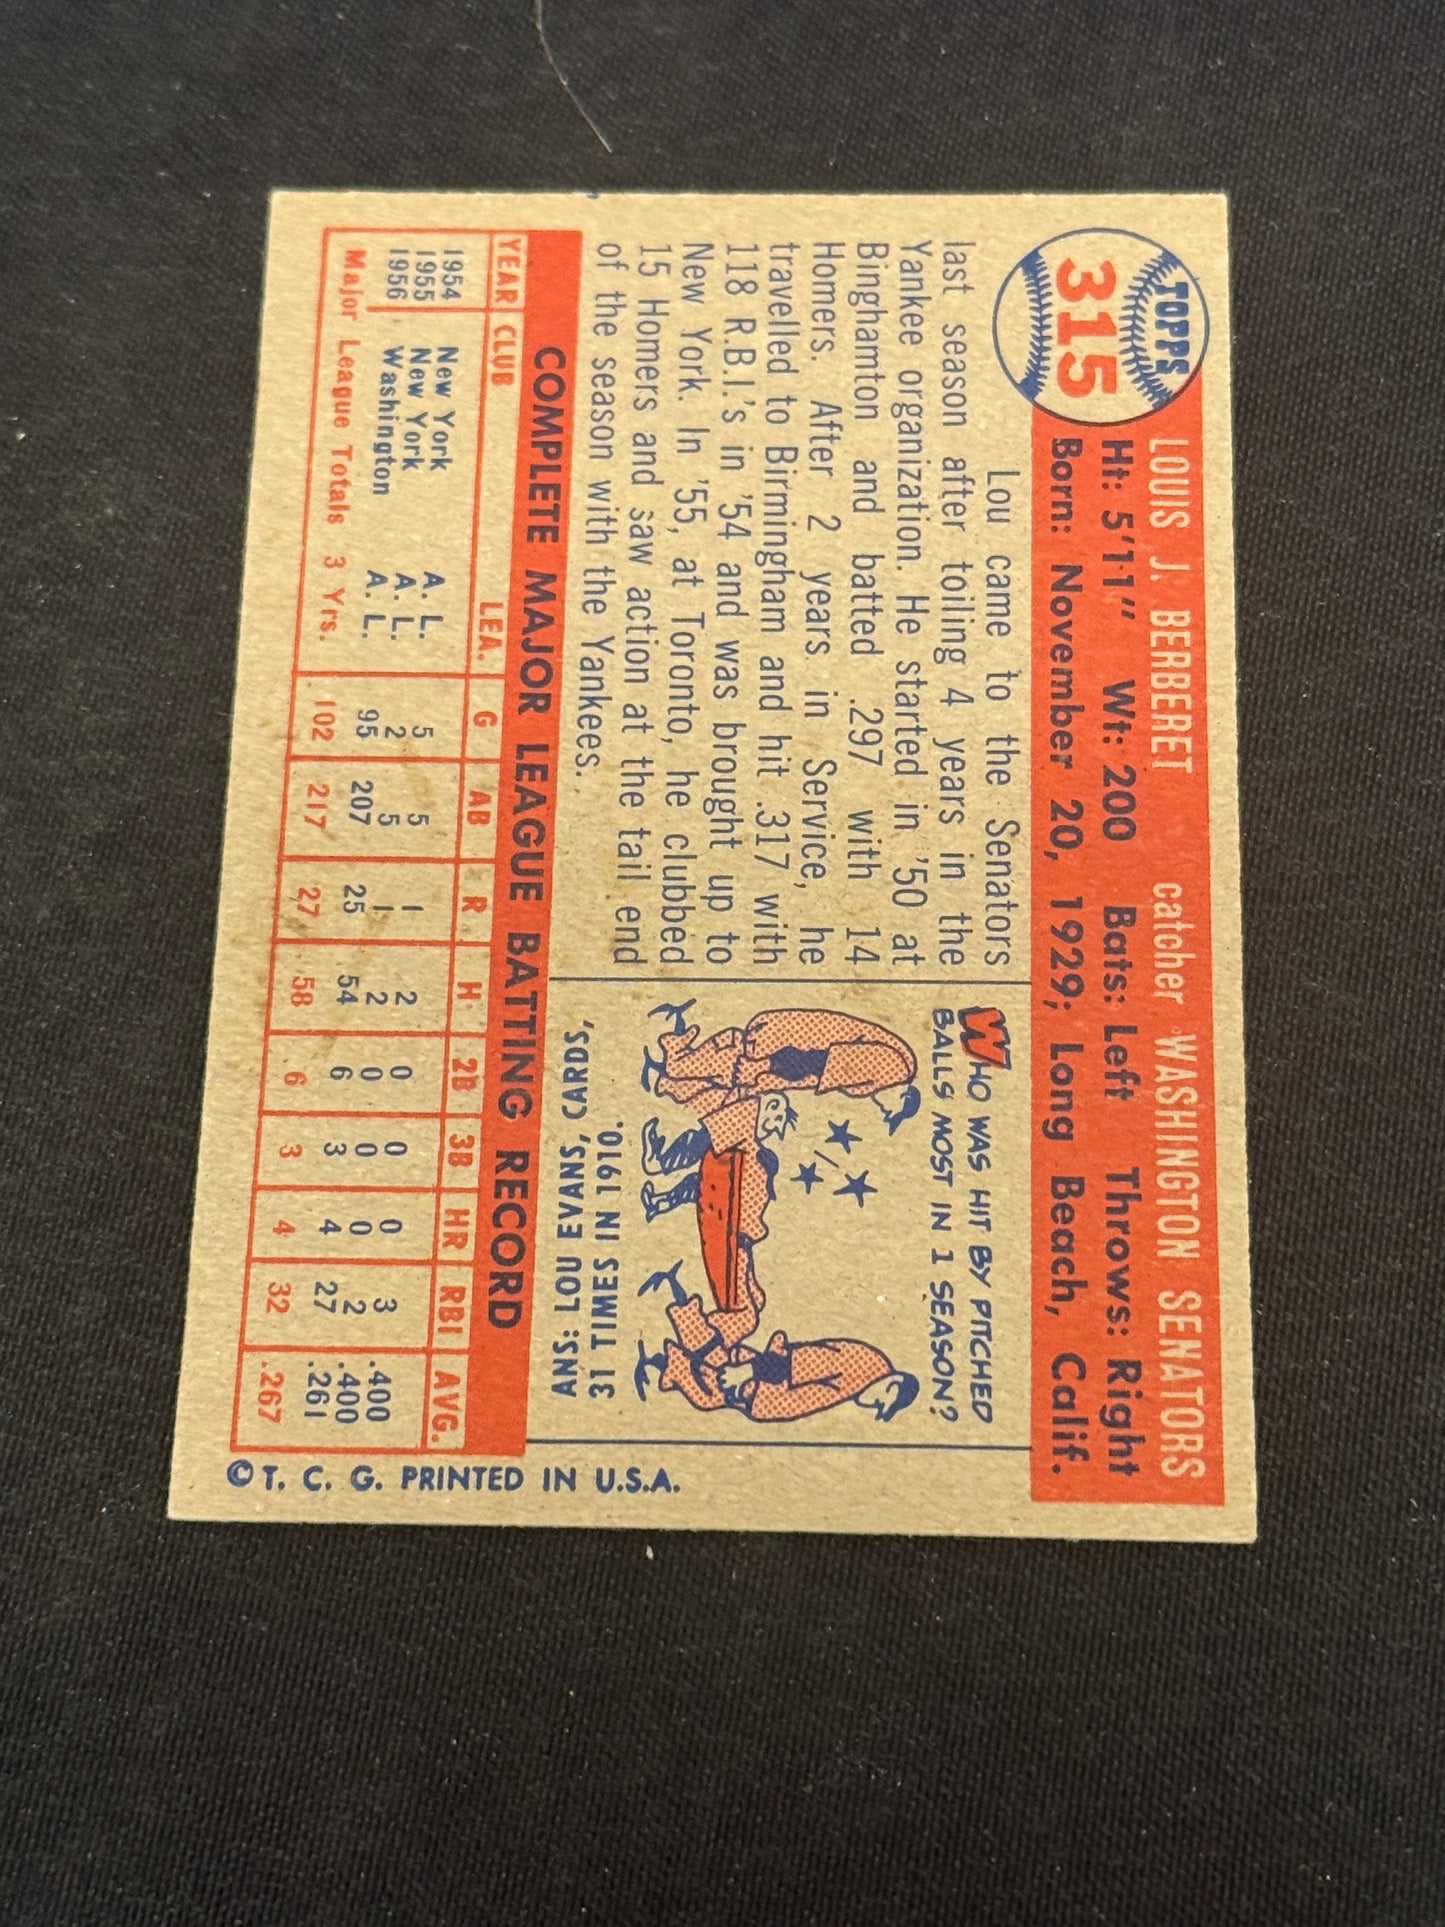 TOPPS
315
LOUIS J. BERBERET catcher WASHINGTON SENATORS
Ht: 5'11" Wt: 200 Bats: Left Throws: Right
Born: November 20, 1929; Long Beach, Calif.
Lou came to the Senators
last season after toiling 4 years in the
Yankee organization. He started in '50 at
Binghamton and batted .297 with 14
Homers. After 2 years in Service, he
travelled to Birmingham and hit .317 with
118 R.B.I.'s in '54 and was brought up to
New York. In '55, at Toronto, he clubbed
15 Homers and saw action at the tail end
of the season with the Yankees.
WHO WAS HIT BY PITCHED
BALLS MOST IN 1 SEASON?
ANS: LOU EVANS, CARDS,
31 TIMES IN 1910.
COMPLETE MAJOR LEAGUE BATTING RECORD
YEAR CLUB LEA. G AB R H 2B 3B HR RBI AVG.
1954 New York A. L. 5 5 1 2 0 0 0 3 .400
1955 New York A. L. 2 5 1 2 0 0 0 2 .400
1956 Washington A. L. 95 207 25 54 6 3 4 27 .261
Major League Totals 3 Yrs. 102 217 27 58 6 3 4 32 .267
© T. C. G. PRINTED IN U.S.A.